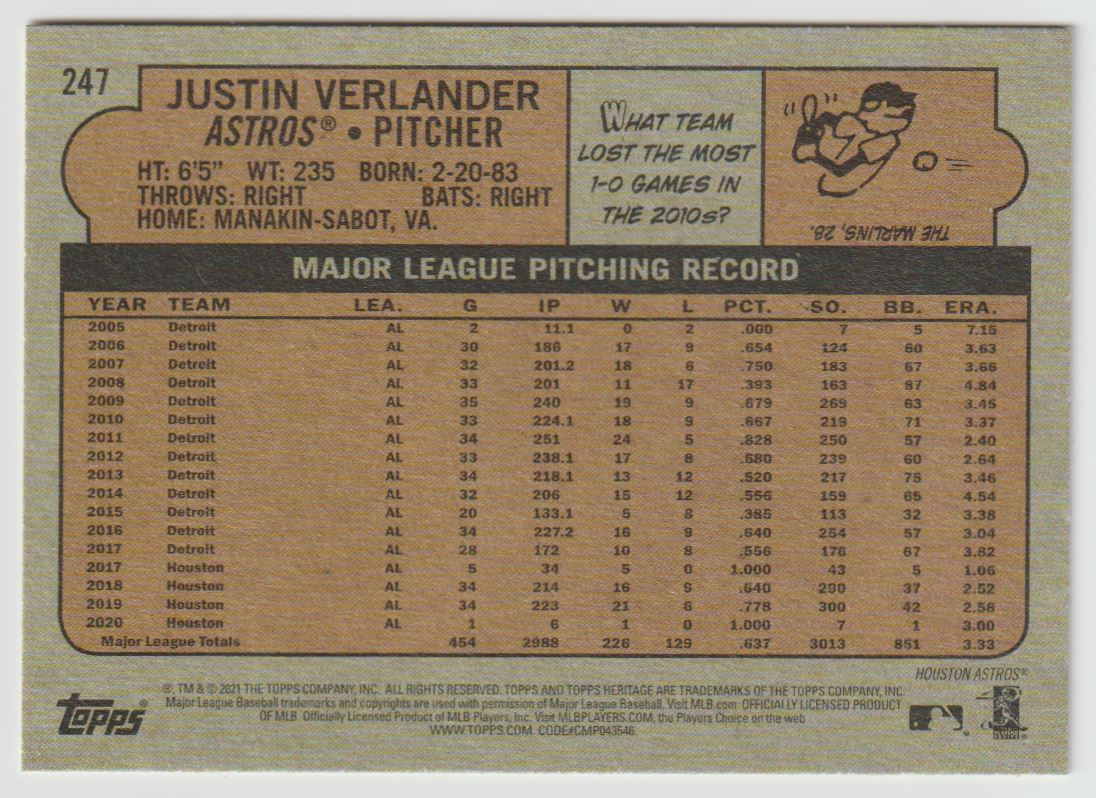 247
JUSTIN VERLANDER
ASTROS® • PITCHER
HT: 6'5" WT: 235 BORN: 2-20-83
THROWS: RIGHT BATS: RIGHT
HOME: MANAKIN-SABOT, VA.
WHAT TEAM
LOST THE MOST
1-0 GAMES IN
THE 2010s?
THE MARLINS, 28.
MAJOR LEAGUE PITCHING RECORD
YEAR TEAM LEA. G IP W L PCT. SO. BB. ERA.
2005 Detroit AL 2 11.1 0 2 .000 7 5 7.15
2006 Detroit AL 30 186 17 9 .654 124 60 3.63
2007 Detroit AL 32 201.2 18 6 .750 183 67 3.66
2008 Detroit AL 33 201 11 17 .393 163 87 4.84
2009 Detroit AL 35 240 19 9 .679 269 63 3.45
2010 Detroit AL 33 224.1 18 9 .667 219 71 3.37
2011 Detroit AL 34 251 24 5 .828 250 57 2.40
2012 Detroit AL 33 238.1 17 8 .680 239 60 2.64
2013 Detroit AL 34 218.1 13 12 .520 217 75 3.46
2014 Detroit AL 32 206 15 12 .556 159 65 4.54
2015 Detroit AL 20 133.1 5 8 .385 113 32 3.38
2016 Detroit AL 34 227.2 16 9 .640 254 57 3.04
2017 Detroit AL 28 172 10 8 .556 176 67 3.82
2017 Houston AL 5 34 5 0 1.000 43 5 1.06
2018 Houston AL 34 214 16 9 .640 290 37 2.52
2019 Houston AL 34 223 21 6 .778 300 42 2.58
2020 Houston AL 1 6 1 0 1.000 7 1 3.00
Major League Totals 454 2988 226 129 .637 3013 851 3.33
HOUSTON ASTROS®
topps®
®, TM & © 2021 THE TOPPS COMPANY, INC. ALL RIGHTS RESERVED. TOPPS AND TOPPS HERITAGE ARE TRADEMARKS OF THE TOPPS COMPANY, INC.
Major League Baseball trademarks and copyrights are used with permission of Major League Baseball. Visit MLB.com OFFICIALLY LICENSED PRODUCT
OF MLB. Officially Licensed Product of MLB Players, Inc. Visit MLBPLAYERS.COM, the Players Choice on the web
WWW.TOPPS.COM. CODE#CMP043546